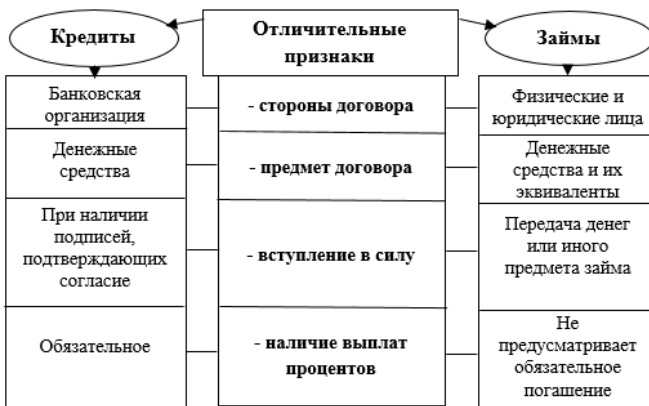 Кредиты
Отличительные
признаки
Займы
Банковская
организация
- стороны договора
Физические и
юридические лица
Денежные
средства
- предмет договора
Денежные
средства и их
эквиваленты
При наличии
подписей,
подтверждающих
согласие
- вступление в силу
Передача денег
или иного
предмета займа
Обязательное
- наличие выплат
процентов
Не
предусматривает
обязательное
погашение